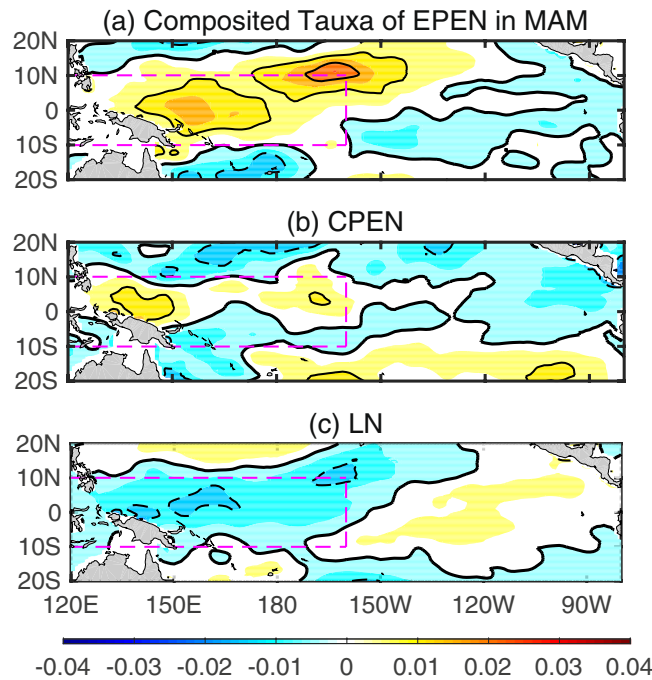 (a) Composited Tauxa of EPEN in MAM
20N
10N
0
10S
20S
(b) CPEN
20N
10N
0
10S
20S
(c) LN
20N
10N
0
10S
20S
120E 150E 180 150W 120W 90W
-0.04 -0.03 -0.02 -0.01 0 0.01 0.02 0.03 0.04